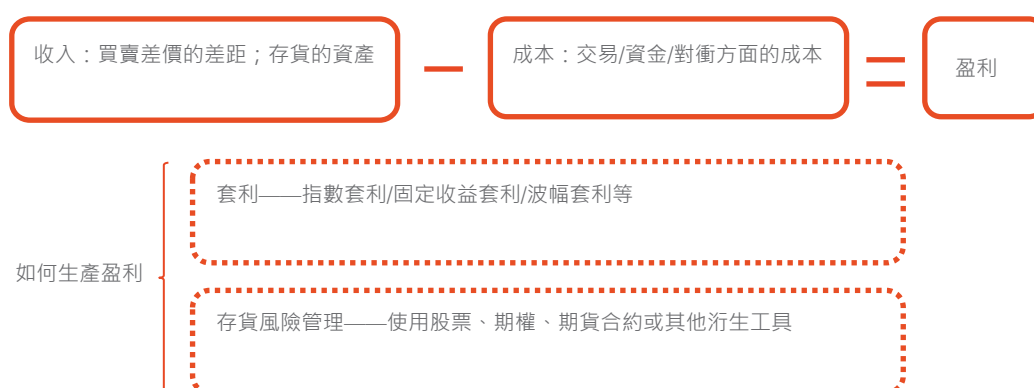 收入：買賣差價的差距；存貨的資產
成本：交易/資金/對衝方面的成本
盈利
套利——指數套利/固定收益套利/波幅套利等
如何生產盈利
存貨風險管理——使用股票、期權、期貨合約或其他洐生工具